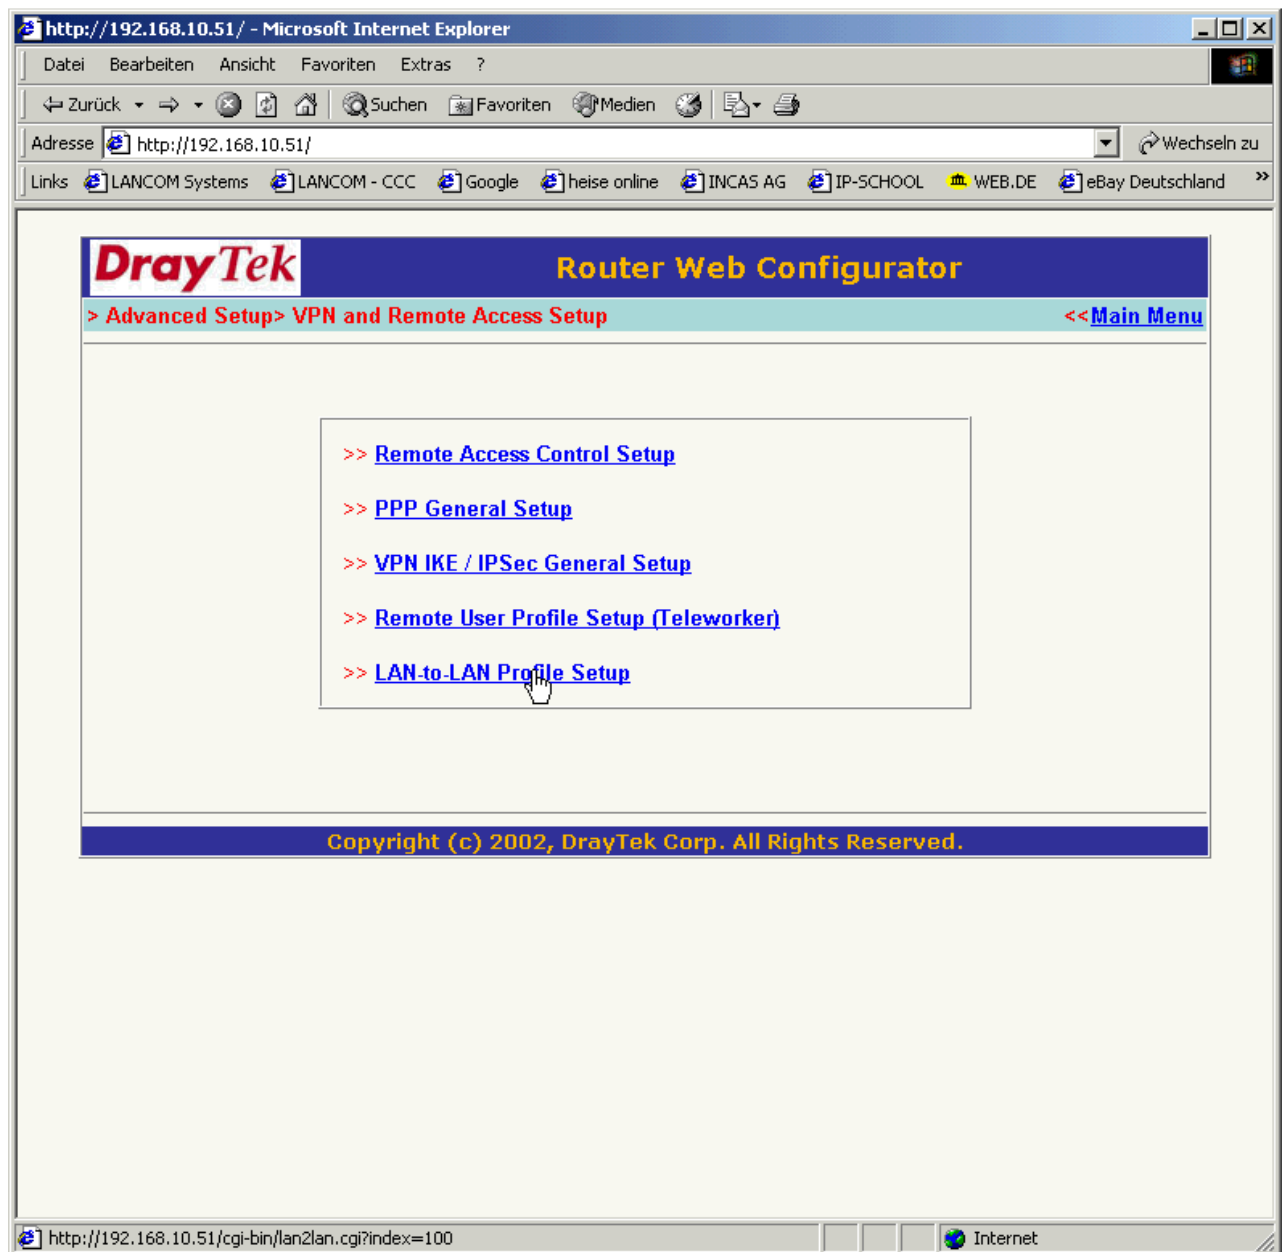 http://192.168.10.51/ - Microsoft Internet Explorer
Datei Bearbeiten Ansicht Favoriten Extras ?
Zurück Suchen Favoriten Medien
Adresse http://192.168.10.51/ Wechseln zu
Links LANCOM Systems LANCOM - CCC Google heise online INCAS AG IP-SCHOOL WEB.DE eBay Deutschland »
DrayTek Router Web Configurator
> Advanced Setup> VPN and Remote Access Setup <<Main Menu
>> Remote Access Control Setup
>> PPP General Setup
>> VPN IKE / IPSec General Setup
>> Remote User Profile Setup (Teleworker)
>> LAN-to-LAN Profile Setup
Copyright (c) 2002, DrayTek Corp. All Rights Reserved.
http://192.168.10.51/cgi-bin/lan2lan.cgi?index=100 Internet